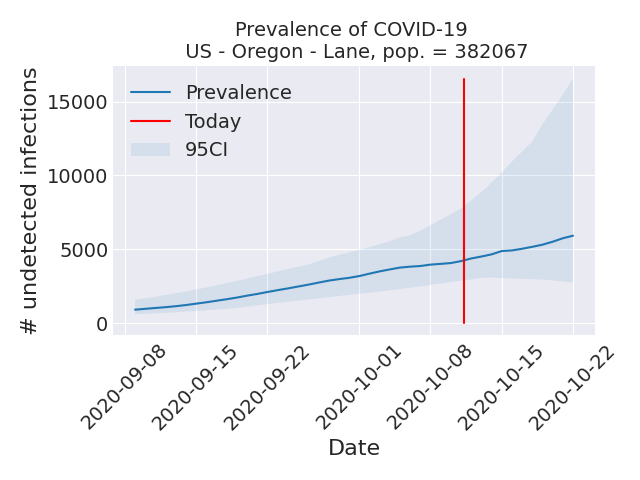 Prevalence of COVID-19
US - Oregon - Lane, pop. = 382067
# undetected infections
15000
10000
5000
0
Prevalence
Today
95CI
2020-09-08
2020-09-15
2020-09-22
2020-10-01
2020-10-08
2020-10-15
2020-10-22
Date